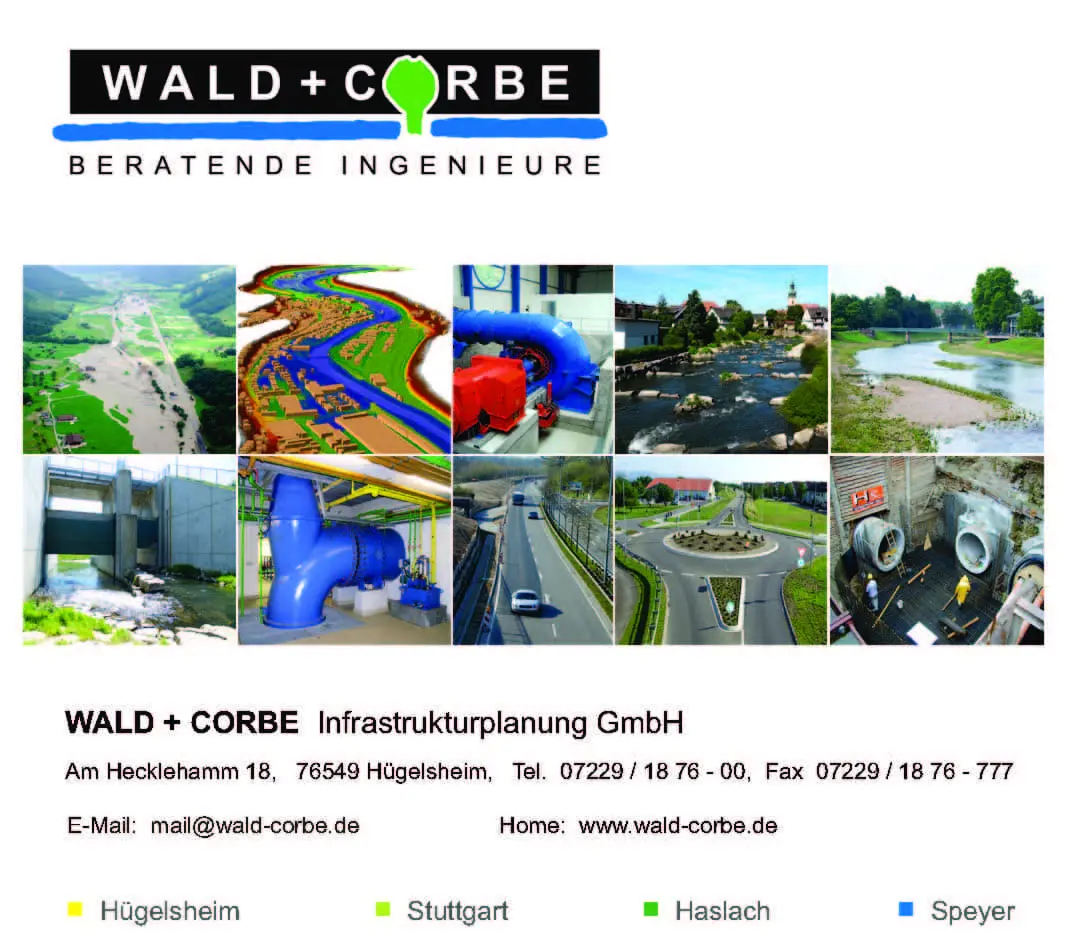 WALD + CORBE
BERATENDE INGENIEURE
WALD + CORBE Infrastrukturplanung GmbH
Am Hecklehamm 18, 76549 Hügelsheim, Tel. 07229 / 18 76 - 00, Fax 07229 / 18 76 - 777
E-Mail: mail@wald-corbe.de Home: www.wald-corbe.de
Hügelsheim Stuttgart Haslach Speyer